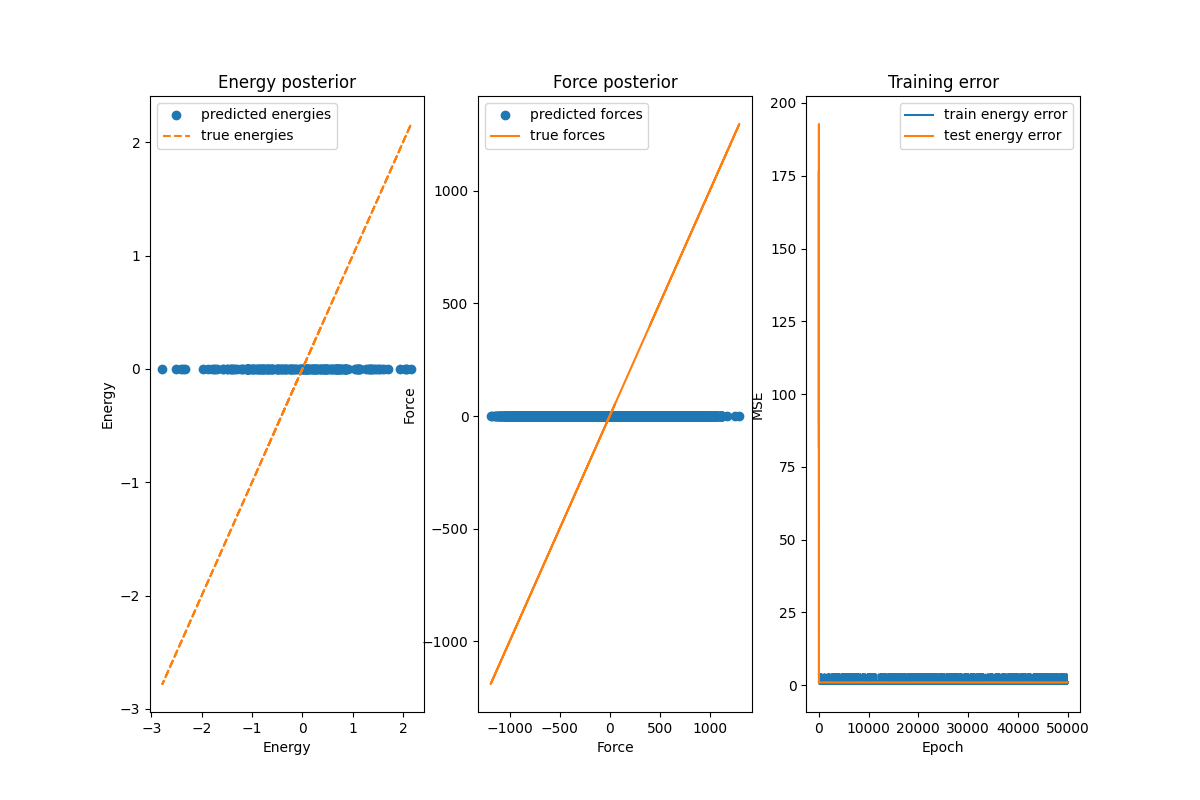 Energy posterior
predicted energies
true energies
2
1
0
−1
−2
−3
Energy
−3 −2 −1 0 1 2
Energy
Force posterior
predicted forces
true forces
1000
500
0
−500
−1000
Force
−1000 −500 0 500 1000
Force
Training error
train energy error
test energy error
200
175
150
125
100
75
50
25
0
MSE
0 10000 20000 30000 40000 50000
Epoch